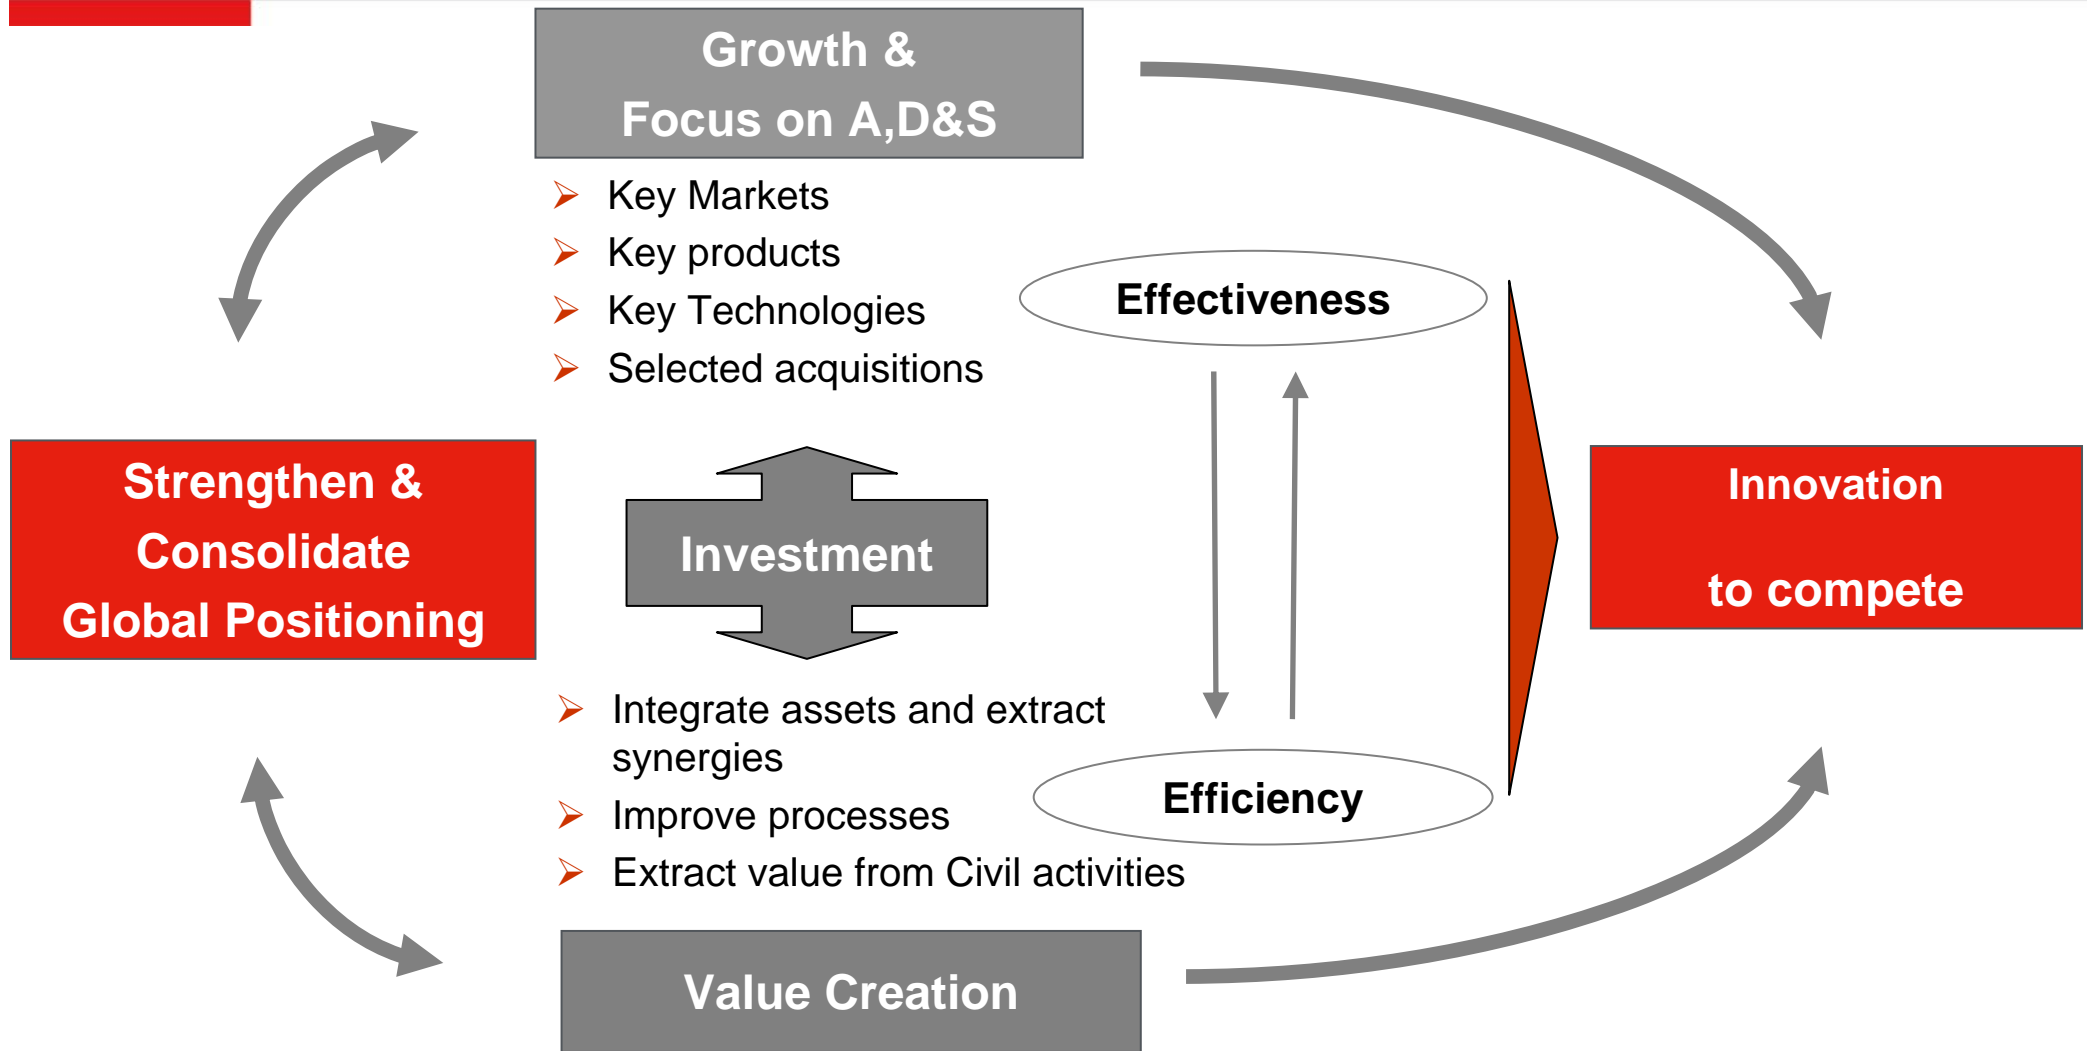 Growth &
Focus on A,D&S
Key Markets
Key products
Key Technologies
Selected acquisitions
Effectiveness
Strengthen &
Consolidate
Global Positioning
Investment
Innovation
to compete
Integrate assets and extract
synergies
Improve processes
Extract value from Civil activities
Efficiency
Value Creation